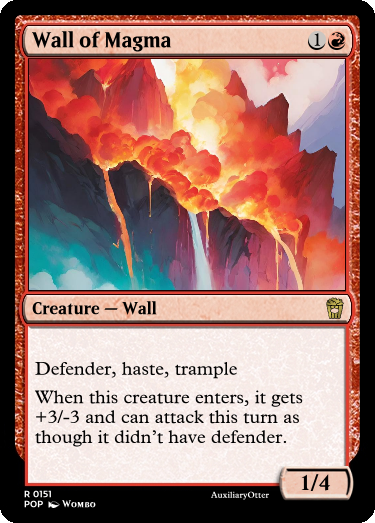 Wall of Magma
1
Creature — Wall
Defender, haste, trample
When this creature enters, it gets
+3/-3 and can attack this turn as
though it didn't have defender.
1/4
R 0151
POP Wombo
AuxiliaryOtter